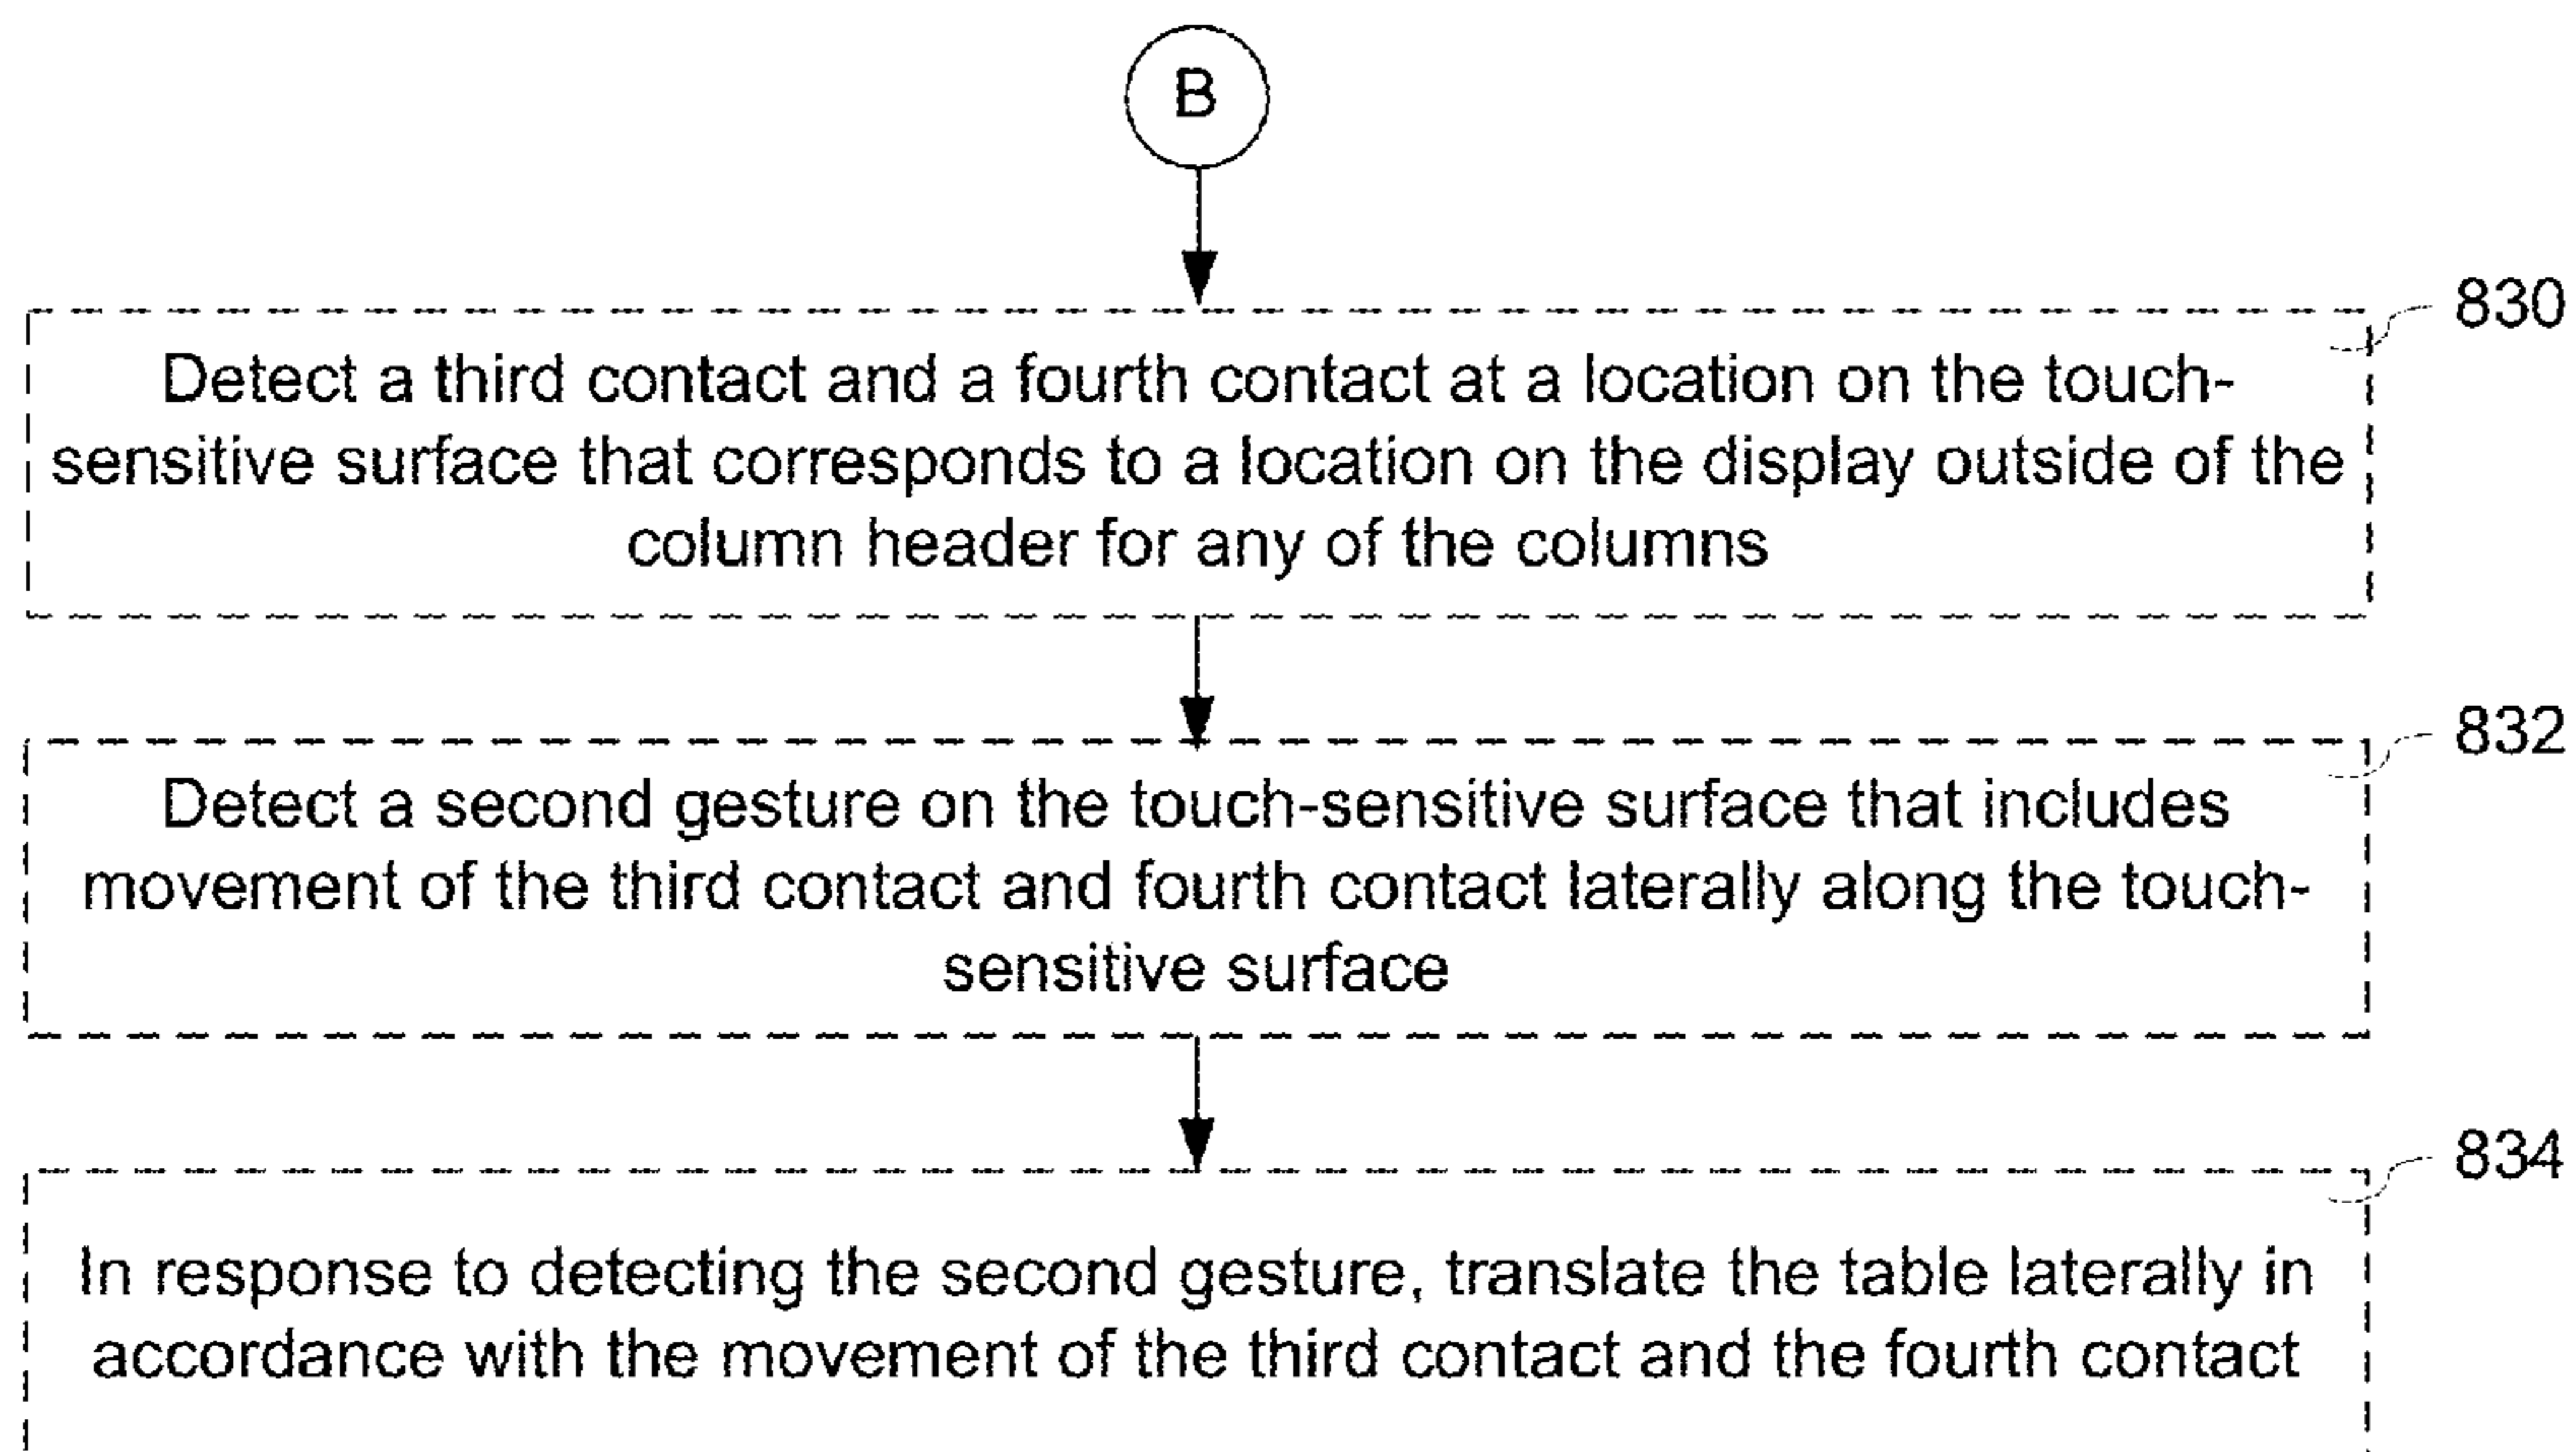 B
830
Detect a third contact and a fourth contact at a location on the touch-
sensitive surface that corresponds to a location on the display outside of the
column header for any of the columns
832
Detect a second gesture on the touch-sensitive surface that includes
movement of the third contact and fourth contact laterally along the touch-
sensitive surface
834
In response to detecting the second gesture, translate the table laterally in
accordance with the movement of the third contact and the fourth contact